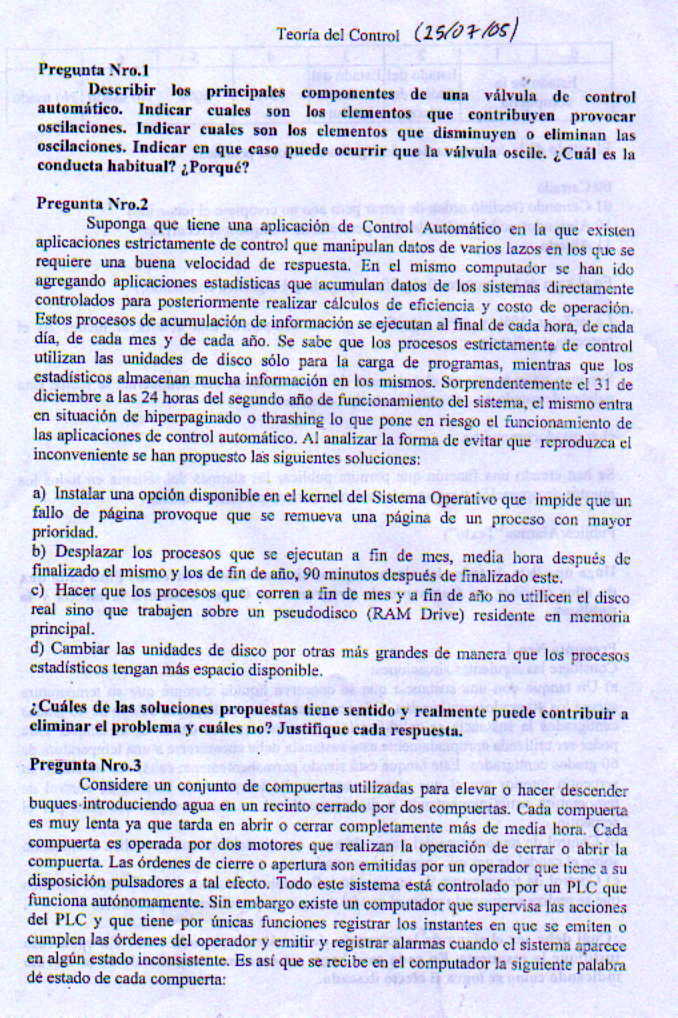 Teoría del Control (25/07/05)
Pregunta Nro.1
Describir los principales componentes de una válvula de control
automático. Indicar cuales son los elementos que contribuyen provocar
oscilaciones. Indicar cuales son los elementos que disminuyen o eliminan las
oscilaciones. Indicar en que caso puede ocurrir que la válvula oscile. ¿Cuál es la
conducta habitual? ¿Porqué?
Pregunta Nro.2
Suponga que tiene una aplicación de Control Automático en la que existen
aplicaciones estrictamente de control que manipulan datos de varios lazos en los que se
requiere una buena velocidad de respuesta. En el mismo computador se han ido
agregando aplicaciones estadísticas que acumulan datos de los sistemas directamente
controlados para posteriormente realizar cálculos de eficiencia y costo de operación.
Estos procesos de acumulación de información se ejecutan al final de cada hora, de cada
día, de cada mes y de cada año. Se sabe que los procesos estrictamente de control
utilizan las unidades de disco sólo para la carga de programas, mientras que los
estadísticos almacenan mucha información en los mismos. Sorprendentemente el 31 de
diciembre a las 24 horas del segundo año de funcionamiento del sistema, el mismo entra
en situación de hiperpaginado o thrashing lo que pone en riesgo el funcionamiento de
las aplicaciones de control automático. Al analizar la forma de evitar que reproduzca el
inconveniente se han propuesto las siguientes soluciones:
a) Instalar una opción disponible en el kernel del Sistema Operativo que impide que un
fallo de página provoque que se remueva una página de un proceso con mayor
prioridad.
b) Desplazar los procesos que se ejecutan a fin de mes, media hora después de
finalizado el mismo y los de fin de año, 90 minutos después de finalizado este.
c) Hacer que los procesos que corren a fin de mes y a fin de año no utilicen el disco
real sino que trabajen sobre un pseudodisco (RAM Drive) residente en memoria
principal.
d) Cambiar las unidades de disco por otras más grandes de manera que los procesos
estadísticos tengan más espacio disponible.
¿Cuáles de las soluciones propuestas tiene sentido y realmente puede contribuir a
eliminar el problema y cuáles no? Justifique cada respuesta.
Pregunta Nro.3
Considere un conjunto de compuertas utilizadas para elevar o hacer descender
buques introduciendo agua en un recinto cerrado por dos compuertas. Cada compuerta
es muy lenta ya que tarda en abrir o cerrar completamente más de media hora. Cada
compuerta es operada por dos motores que realizan la operación de cerrar o abrir la
compuerta. Las órdenes de cierre o apertura son emitidas por un operador que tiene a su
disposición pulsadores a tal efecto. Todo este sistema está controlado por un PLC que
funciona autónomamente. Sin embargo existe un computador que supervisa las acciones
del PLC y que tiene por únicas funciones registrar los instantes en que se emiten o
cumplen las órdenes del operador y emitir y registrar alarmas cuando el sistema aparece
en algún estado inconsistente. Es así que se recibe en el computador la siguiente palabra
de estado de cada compuerta: